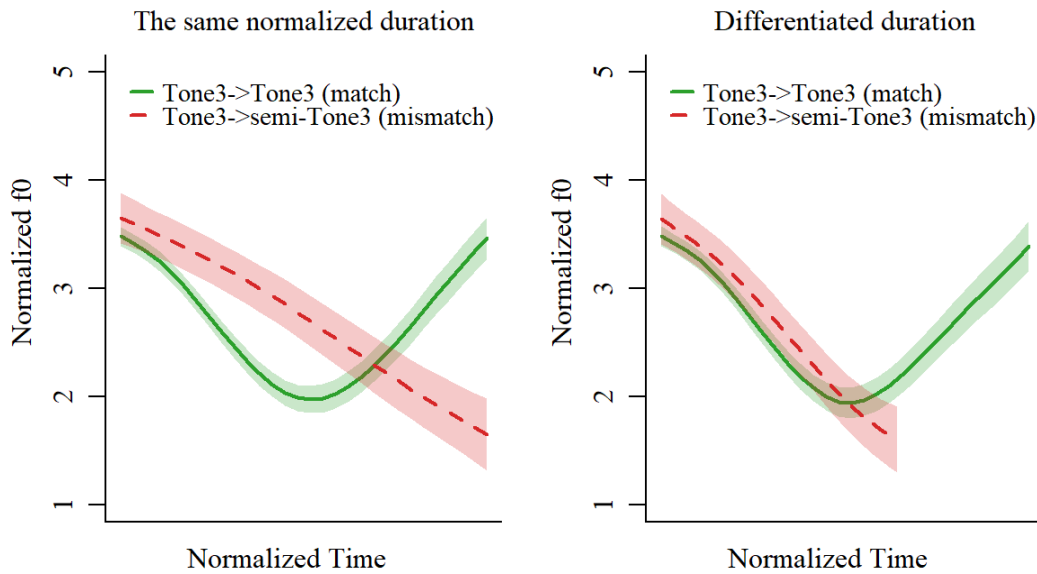 The same normalized duration
5
4
3
2
1
Normalized f0
Tone3->Tone3 (match)
Tone3->semi-Tone3 (mismatch)
Normalized Time
Differentiated duration
5
4
3
2
1
Normalized f0
Tone3->Tone3 (match)
Tone3->semi-Tone3 (mismatch)
Normalized Time